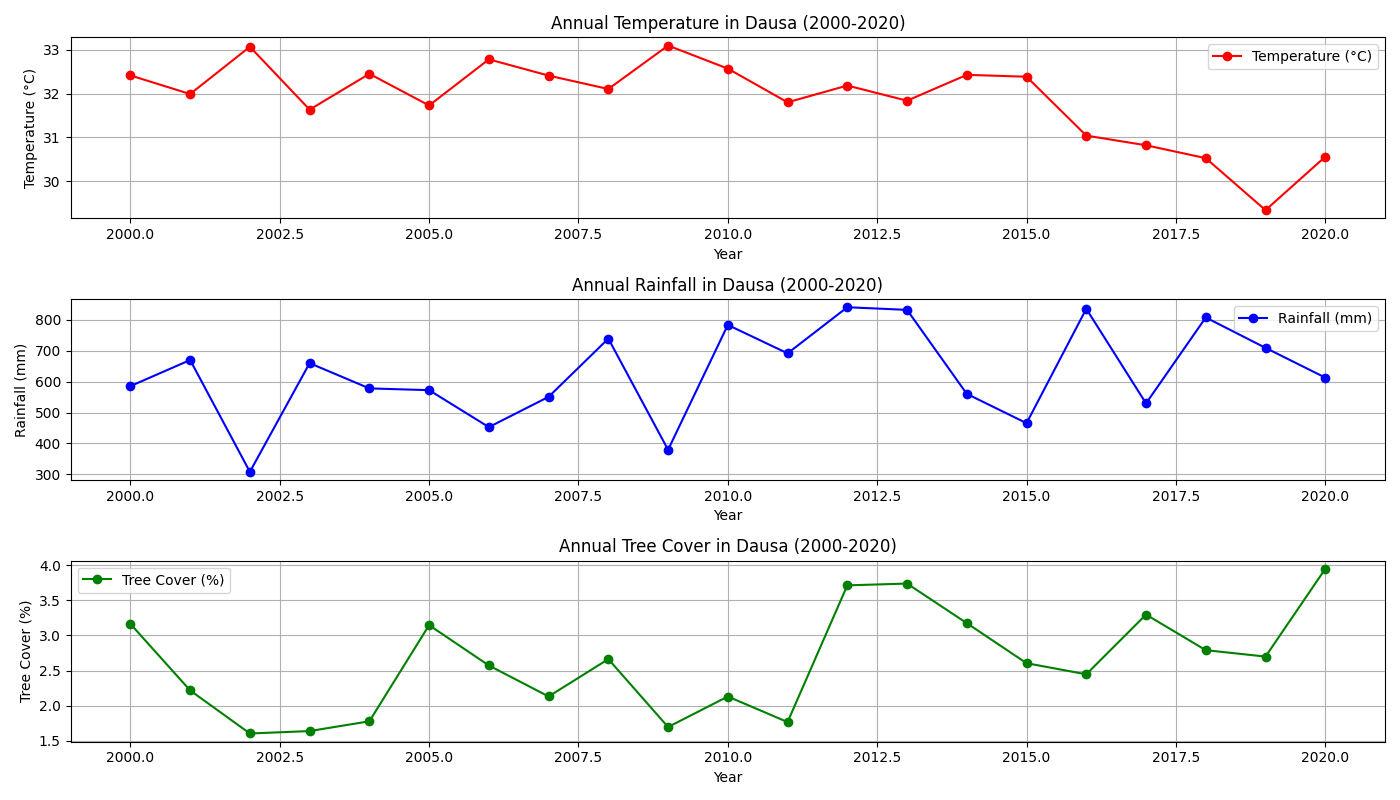 Annual Temperature in Dausa (2000-2020)
Temperature (°C)
33
32
31
30
Temperature (°C)
2000.0 2002.5 2005.0 2007.5 2010.0 2012.5 2015.0 2017.5 2020.0
Year
Annual Rainfall in Dausa (2000-2020)
Rainfall (mm)
800
700
600
500
400
300
Rainfall (mm)
2000.0 2002.5 2005.0 2007.5 2010.0 2012.5 2015.0 2017.5 2020.0
Year
Annual Tree Cover in Dausa (2000-2020)
Tree Cover (%)
4.0
3.5
3.0
2.5
2.0
1.5
Tree Cover (%)
2000.0 2002.5 2005.0 2007.5 2010.0 2012.5 2015.0 2017.5 2020.0
Year